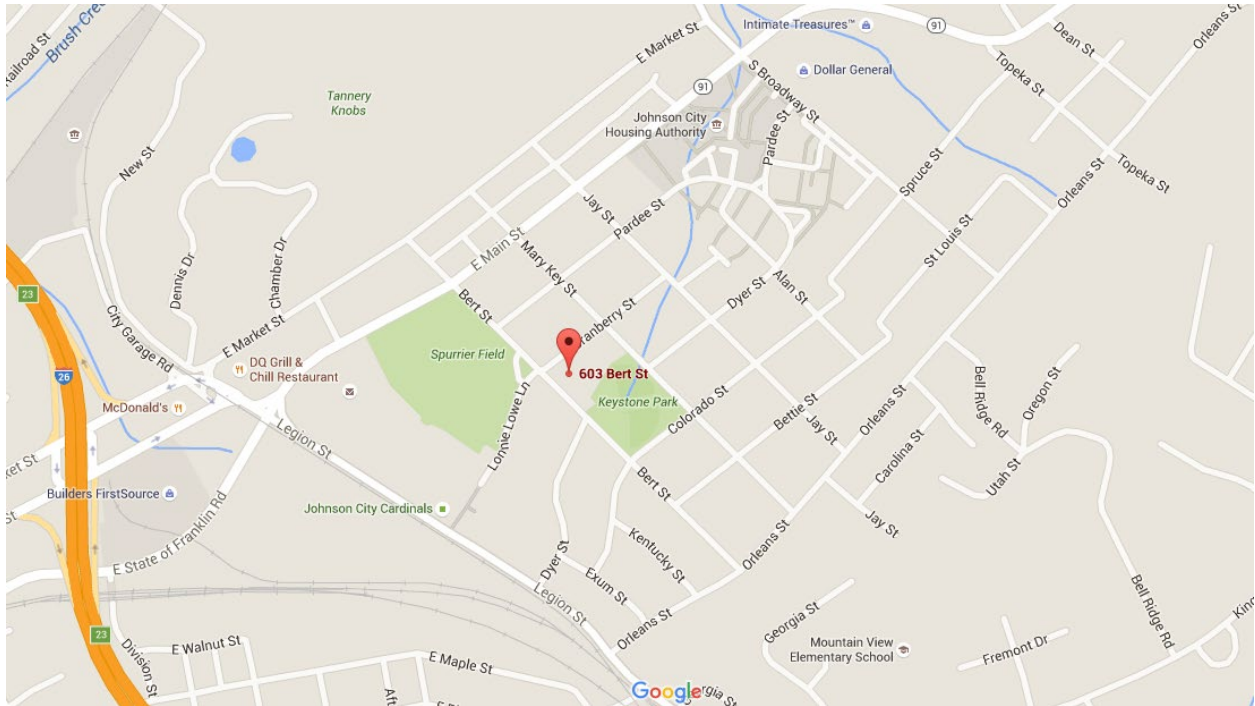 Railroad St
Brush Cree
E Market St
91
Intimate Treasures™
91
Dean St
Orleans St
Topeka St
Dollar General
S Broadway St
Tannery
Knobs
Johnson City
Housing Authority
Pardee St
New St
Spruce St
Orleans St
Topeka St
Jay St
Pardee St
St Louis St
Dennis Dr
Chamber Dr
E Main St
Mary Key St
Alan St
Dyer St
23
City Garage Rd
E Market St
Bert St
Spurrier Field
603 Bert St
Keystone Park
DQ Grill &
Chill Restaurant
26
McDonald's
Lonnie Lowe Ln
Colorado St
Bettie St
Jay St
Orleans St
Bell Ridge Rd
Oregon St
Carolina St
Utah St
Legion St
Builders FirstSource
Johnson City Cardinals
Bert St
Jay St
E State of Franklin Rd
Dyer St
Kentucky St
Orleans St
Exum St
Legion St
Bell Ridge Rd
Orleans St
Georgia St
Mountain View
Elementary School
Fremont Dr
King
23
Division St
E Walnut St
E Maple St
Google